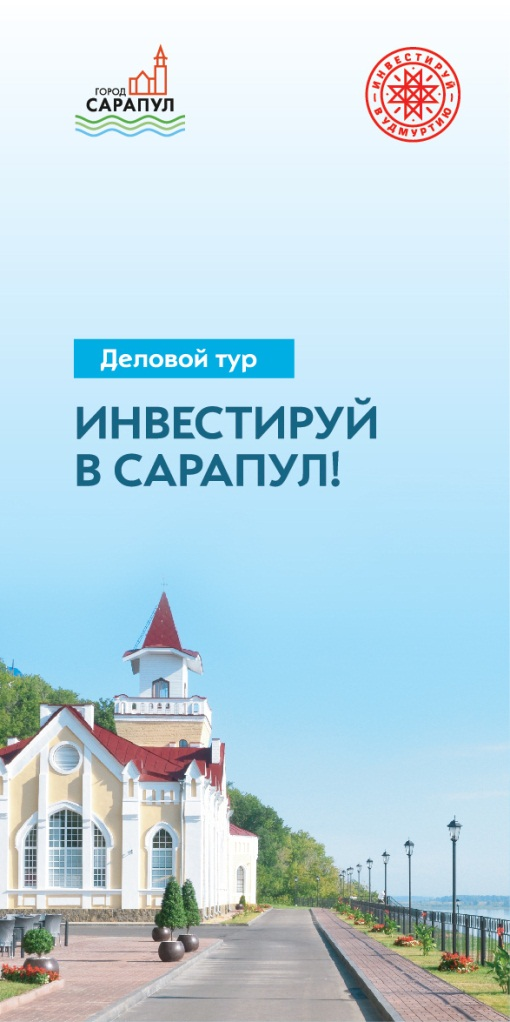 ГОРОД
САРАПУЛ
ИНВЕСТИРУЙ
В УДМУРТИЮ
Деловой тур
ИНВЕСТИРУЙ
В САРАПУЛ!